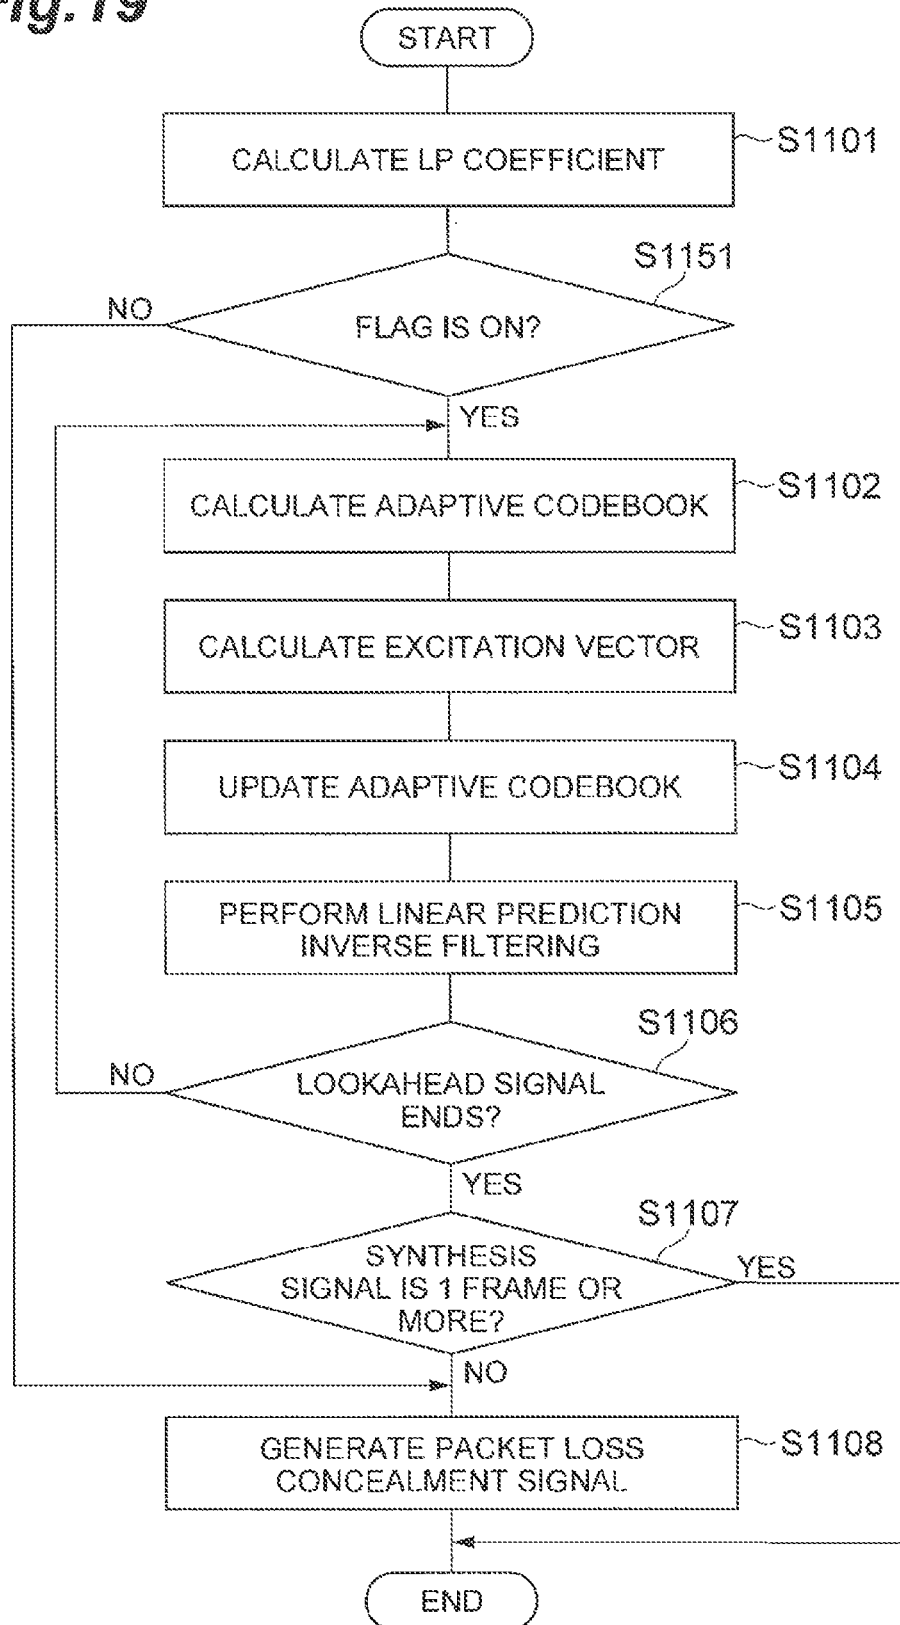 Fig.19
START
CALCULATE LP COEFFICIENT
S1101
S1151
NO
FLAG IS ON?
YES
CALCULATE ADAPTIVE CODEBOOK
S1102
CALCULATE EXCITATION VECTOR
S1103
UPDATE ADAPTIVE CODEBOOK
S1104
PERFORM LINEAR PREDICTION
INVERSE FILTERING
S1105
S1106
NO
LOOKAHEAD SIGNAL
ENDS?
YES
S1107
SYNTHESIS
SIGNAL IS 1 FRAME OR
MORE?
YES
NO
GENERATE PACKET LOSS
CONCEALMENT SIGNAL
S1108
END